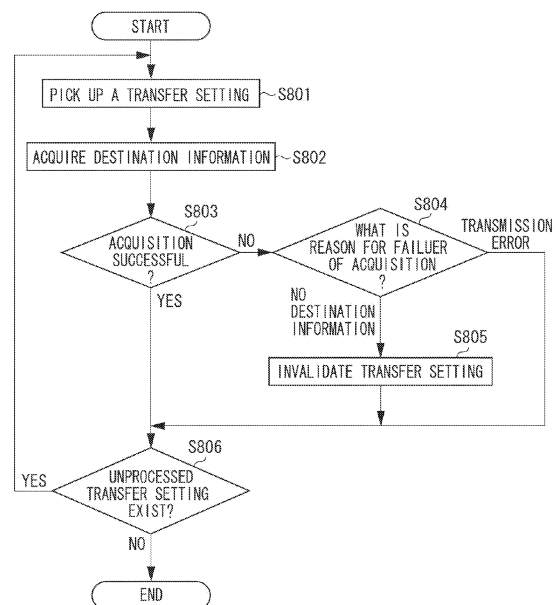 START
PICK UP A TRANSFER SETTING
S801
ACQUIRE DESTINATION INFORMATION
S802
S803
ACQUISITION
SUCCESSFUL
?
NO
YES
S804
WHAT IS
REASON FOR FAILUER
OF ACQUISITION
?
TRANSMISSION
ERROR
NO
DESTINATION
INFORMATION
S805
INVALIDATE TRANSFER SETTING
S806
UNPROCESSED
TRANSFER SETTING
EXIST?
YES
NO
END